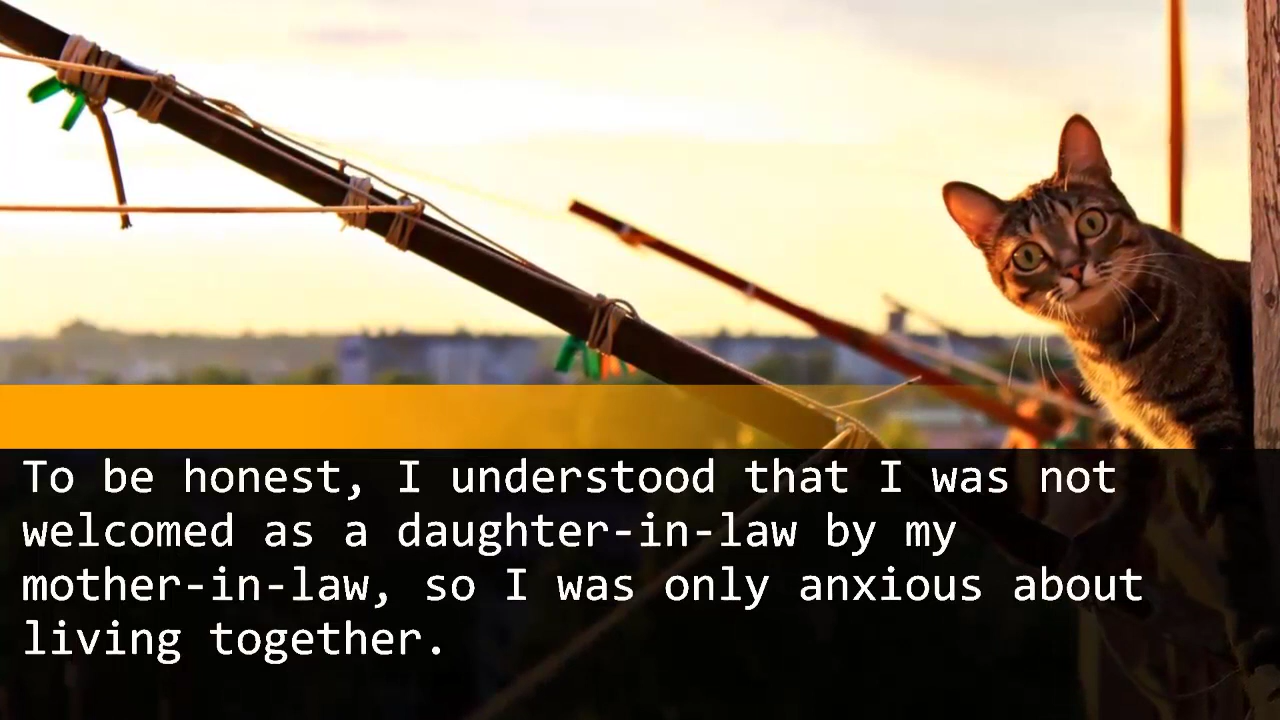 To be honest, I understood that I was not
welcomed as a daughter-in-law by my
mother-in-law, so I was only anxious about
living together.